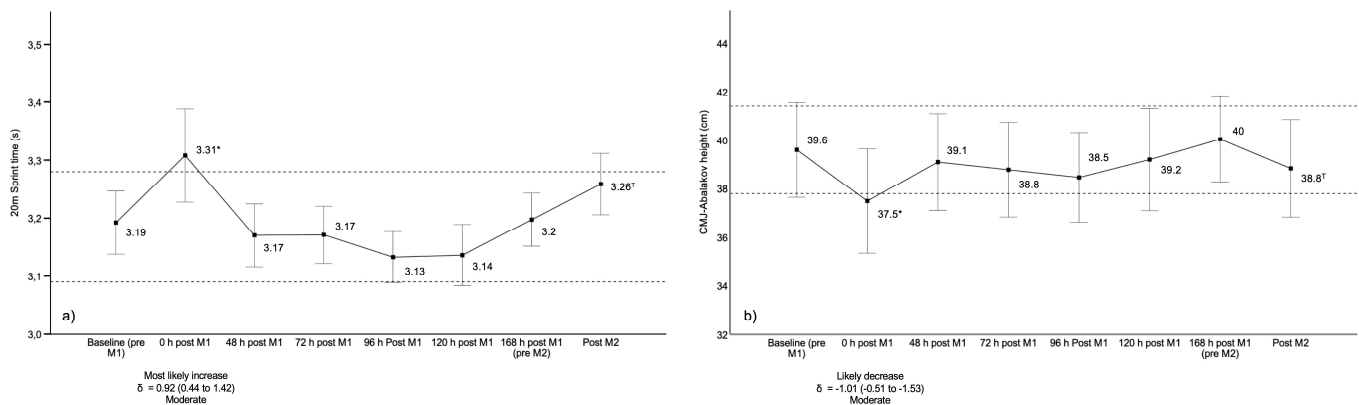 20m Sprint time (s)
3,5
3,4
3,3
3,2
3,1
3,0
3.19
3.31*
3.17
3.17
3.13
3.14
3.2
3.26ᵀ
a)
Baseline (pre M1)
0 h post M1
48 h post M1
72 h post M1
96 h Post M1
120 h post M1
168 h post M1 (pre M2)
Post M2
Most likely increase
δ = 0.92 (0.44 to 1.42)
Moderate
CMJ-Abalakov height (cm)
44
42
40
38
36
34
32
39.6
37.5*
39.1
38.8
38.5
39.2
40
38.8ᵀ
b)
Baseline (pre M1)
0 h post M1
48 h post M1
72 h post M1
96 h Post M1
120 h post M1
168 h post M1 (pre M2)
Post M2
Likely decrease
δ = -1.01 (-0.51 to -1.53)
Moderate